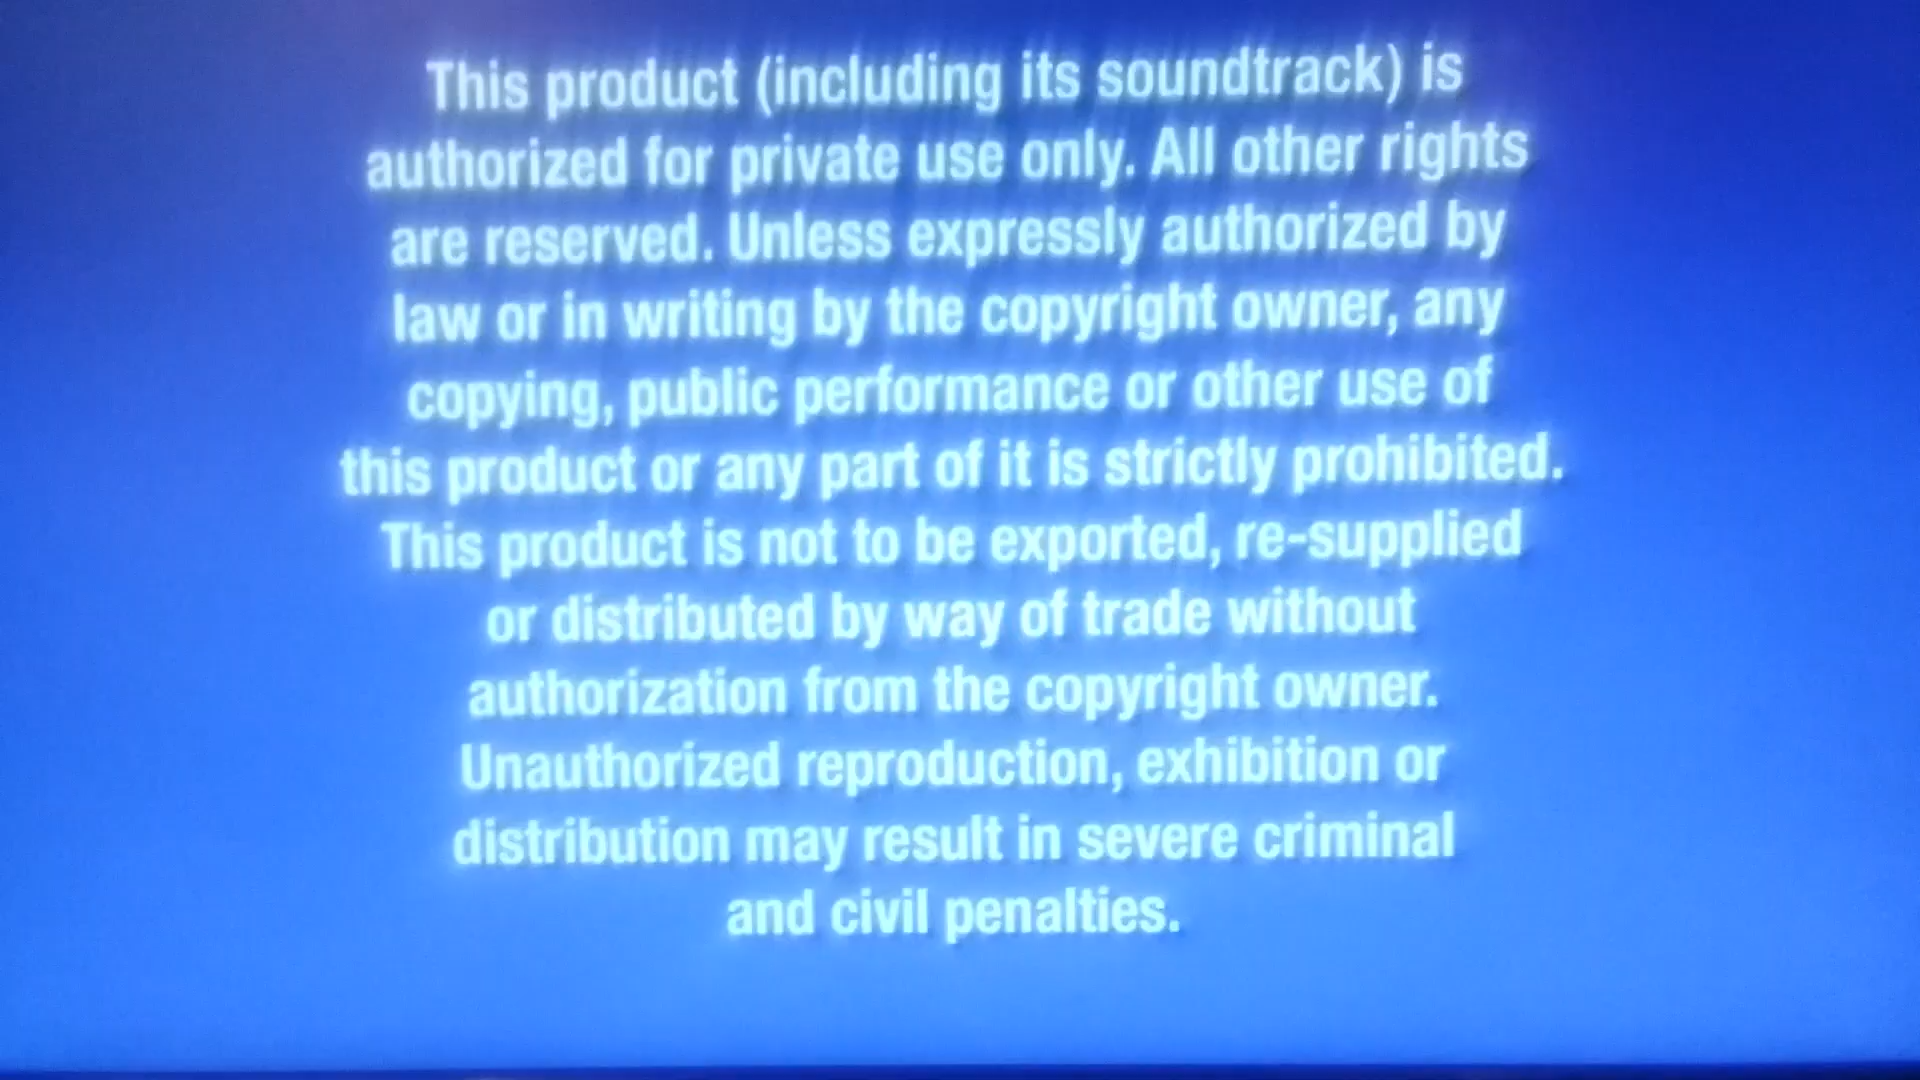 This product (including its soundtrack) is
authorized for private use only. All other rights
are reserved. Unless expressly authorized by
law or in writing by the copyright owner, any
copying, public performance or other use of
this product or any part of it is strictly prohibited.
This product is not to be exported, re-supplied
or distributed by way of trade without
authorization from the copyright owner.
Unauthorized reproduction, exhibition or
distribution may result in severe criminal
and civil penalties.